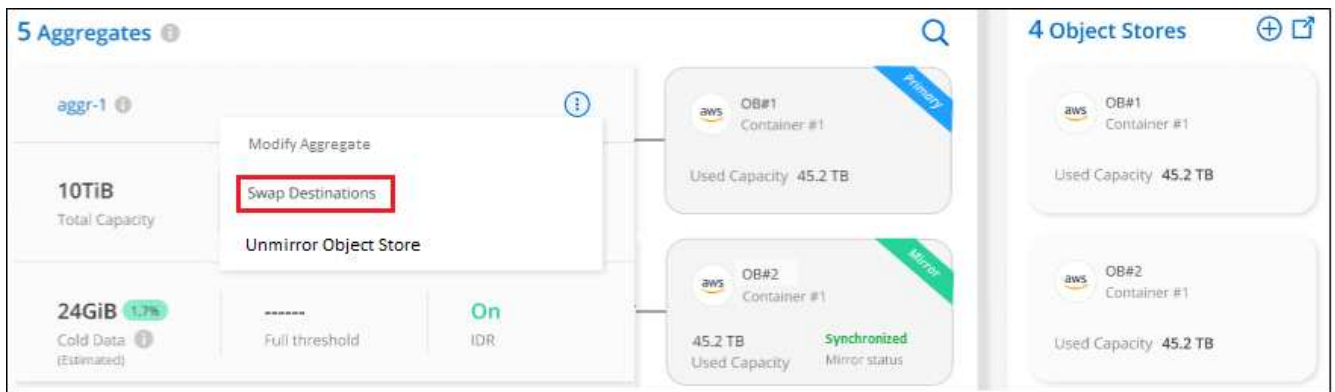 5 Aggregates
aggr-1
Modify Aggregate
Swap Destinations
Unmirror Object Store
10TiB
Total Capacity
24GiB 1.7%
Cold Data
(Estimated)
------
Full threshold
On
IDR
aws
OB#1
Container #1
Primary
Used Capacity 45.2 TB
aws
OB#2
Container #1
Mirror
45.2 TB
Used Capacity
Synchronized
Mirror status
4 Object Stores
aws
OB#1
Container #1
Used Capacity 45.2 TB
aws
OB#2
Container #1
Used Capacity 45.2 TB